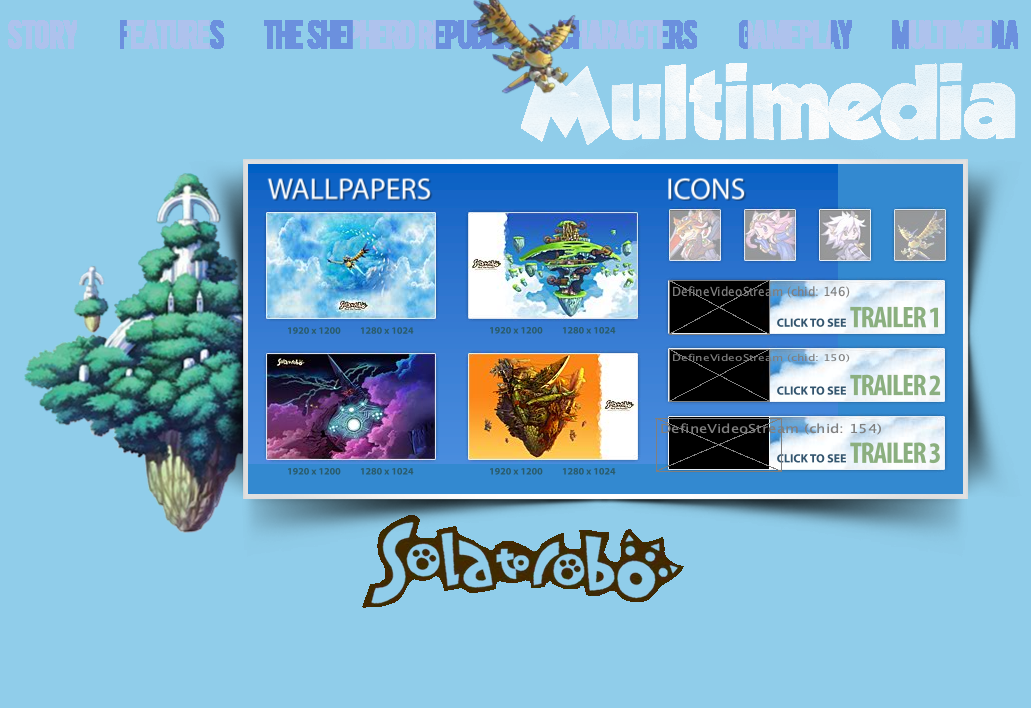 STORY FEATURES THE SHEPHERD REPUBLIC CHARACTERS GAMEPLAY MULTIMEDIA
Multimedia
WALLPAPERS
1920 x 1200 1280 x 1024
1920 x 1200 1280 x 1024
1920 x 1200 1280 x 1024
1920 x 1200 1280 x 1024
ICONS
DefineVideoStream (chid: 146)
CLICK TO SEE TRAILER 1
DefineVideoStream (chid: 150)
CLICK TO SEE TRAILER 2
DefineVideoStream (chid: 154)
CLICK TO SEE TRAILER 3
Solatorobo